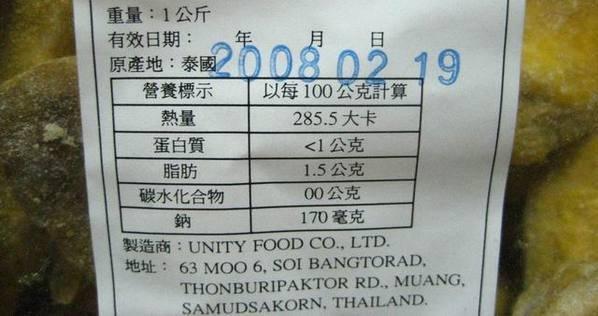 重量：1公斤
有效日期： 年 月 日
2008 02 19
原產地：泰國
營養標示 以每100公克計算
熱量 285.5大卡
蛋白質 <1公克
脂肪 1.5公克
碳水化合物 00公克
鈉 170毫克
製造商：UNITY FOOD CO., LTD.
地址： 63 MOO 6, SOI BANGTORAD,
THONBURIPAKTOR RD., MUANG,
SAMUDSAKORN, THAILAND.